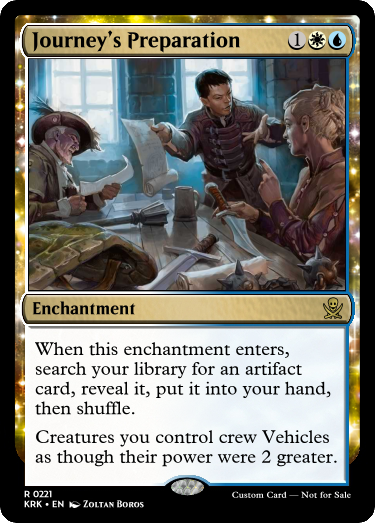 Journey's Preparation 1
Enchantment
When this enchantment enters,
search your library for an artifact
card, reveal it, put it into your hand,
then shuffle.
Creatures you control crew Vehicles
as though their power were 2 greater.
R 0221
KRK • EN Zoltan Boros
Custom Card — Not for Sale